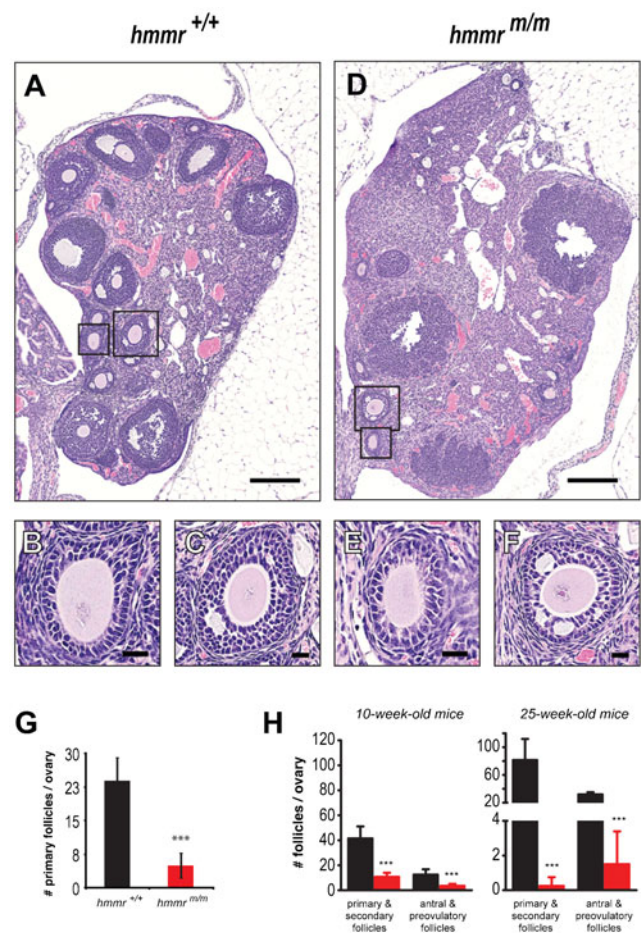 hmmr +/+
hmmr m/m
A
D
B
C
E
F
G
# primary follicles / ovary
30
23
15
8
0
***
hmmr +/+
hmmr m/m
H
10-week-old mice
25-week-old mice
# follicles / ovary
120
100
80
60
40
20
0
***
***
primary &
secondary
follicles
antral &
preovulatory
follicles
100
80
60
40
20
4
2
0
***
***
primary &
secondary
follicles
antral &
preovulatory
follicles